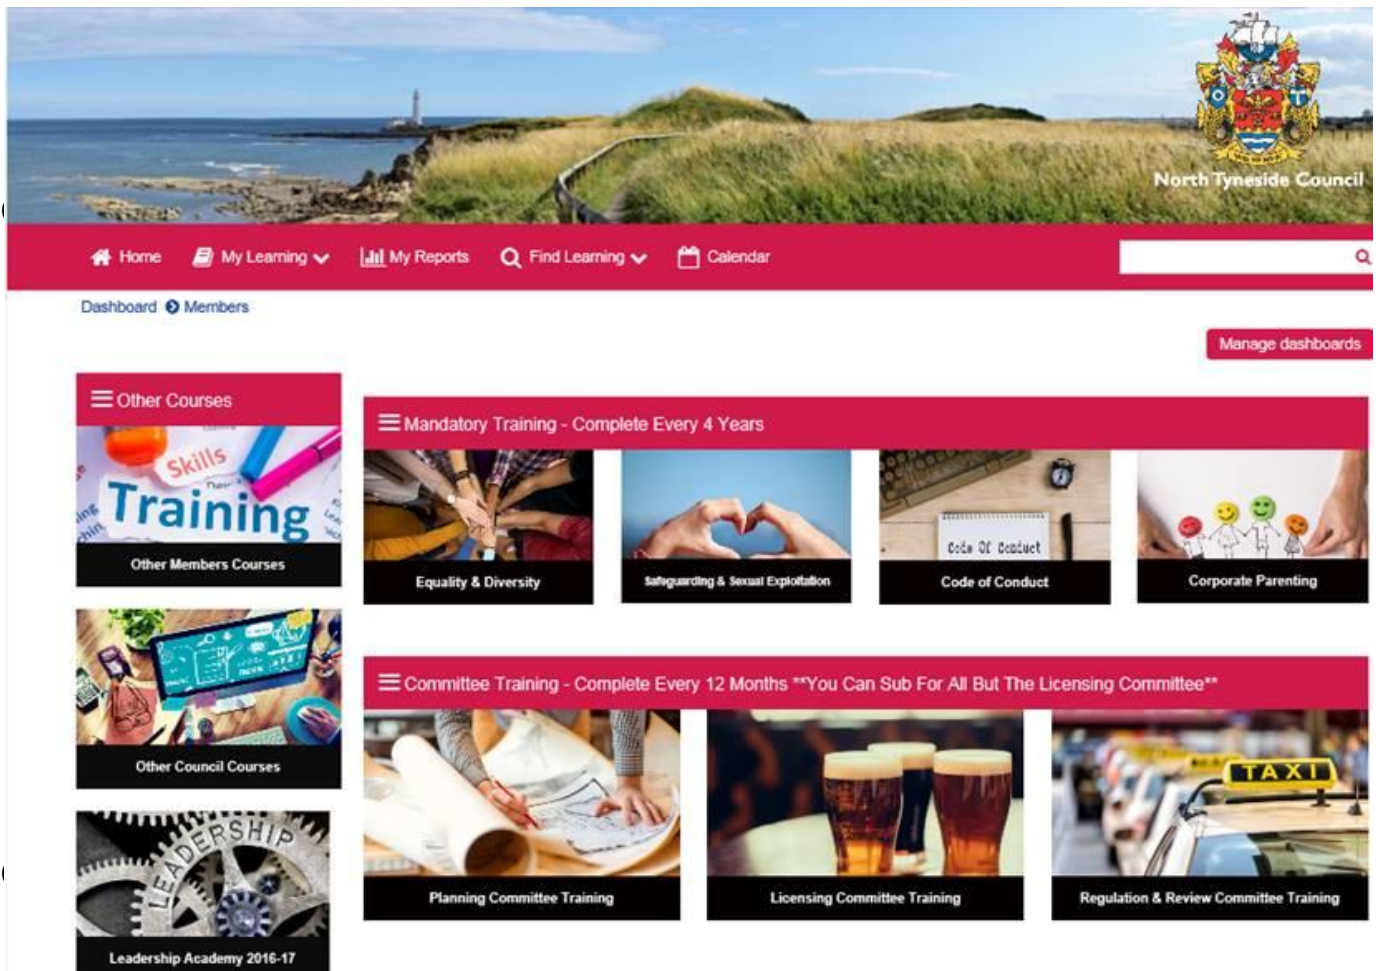 North Tyneside Council
Home My Learning My Reports Find Learning Calendar
Dashboard Members
Manage dashboards
Other Courses
Skills
Training
Other Members Courses
Other Council Courses
LEADERSHIP
Leadership Academy 2016-17
Mandatory Training - Complete Every 4 Years
Equality & Diversity
Safeguarding & Sexual Exploitation
Code Of Conduct
Code of Conduct
Corporate Parenting
Committee Training - Complete Every 12 Months **You Can Sub For All But The Licensing Committee**
Planning Committee Training
Licensing Committee Training
TAXI
Regulation & Review Committee Training